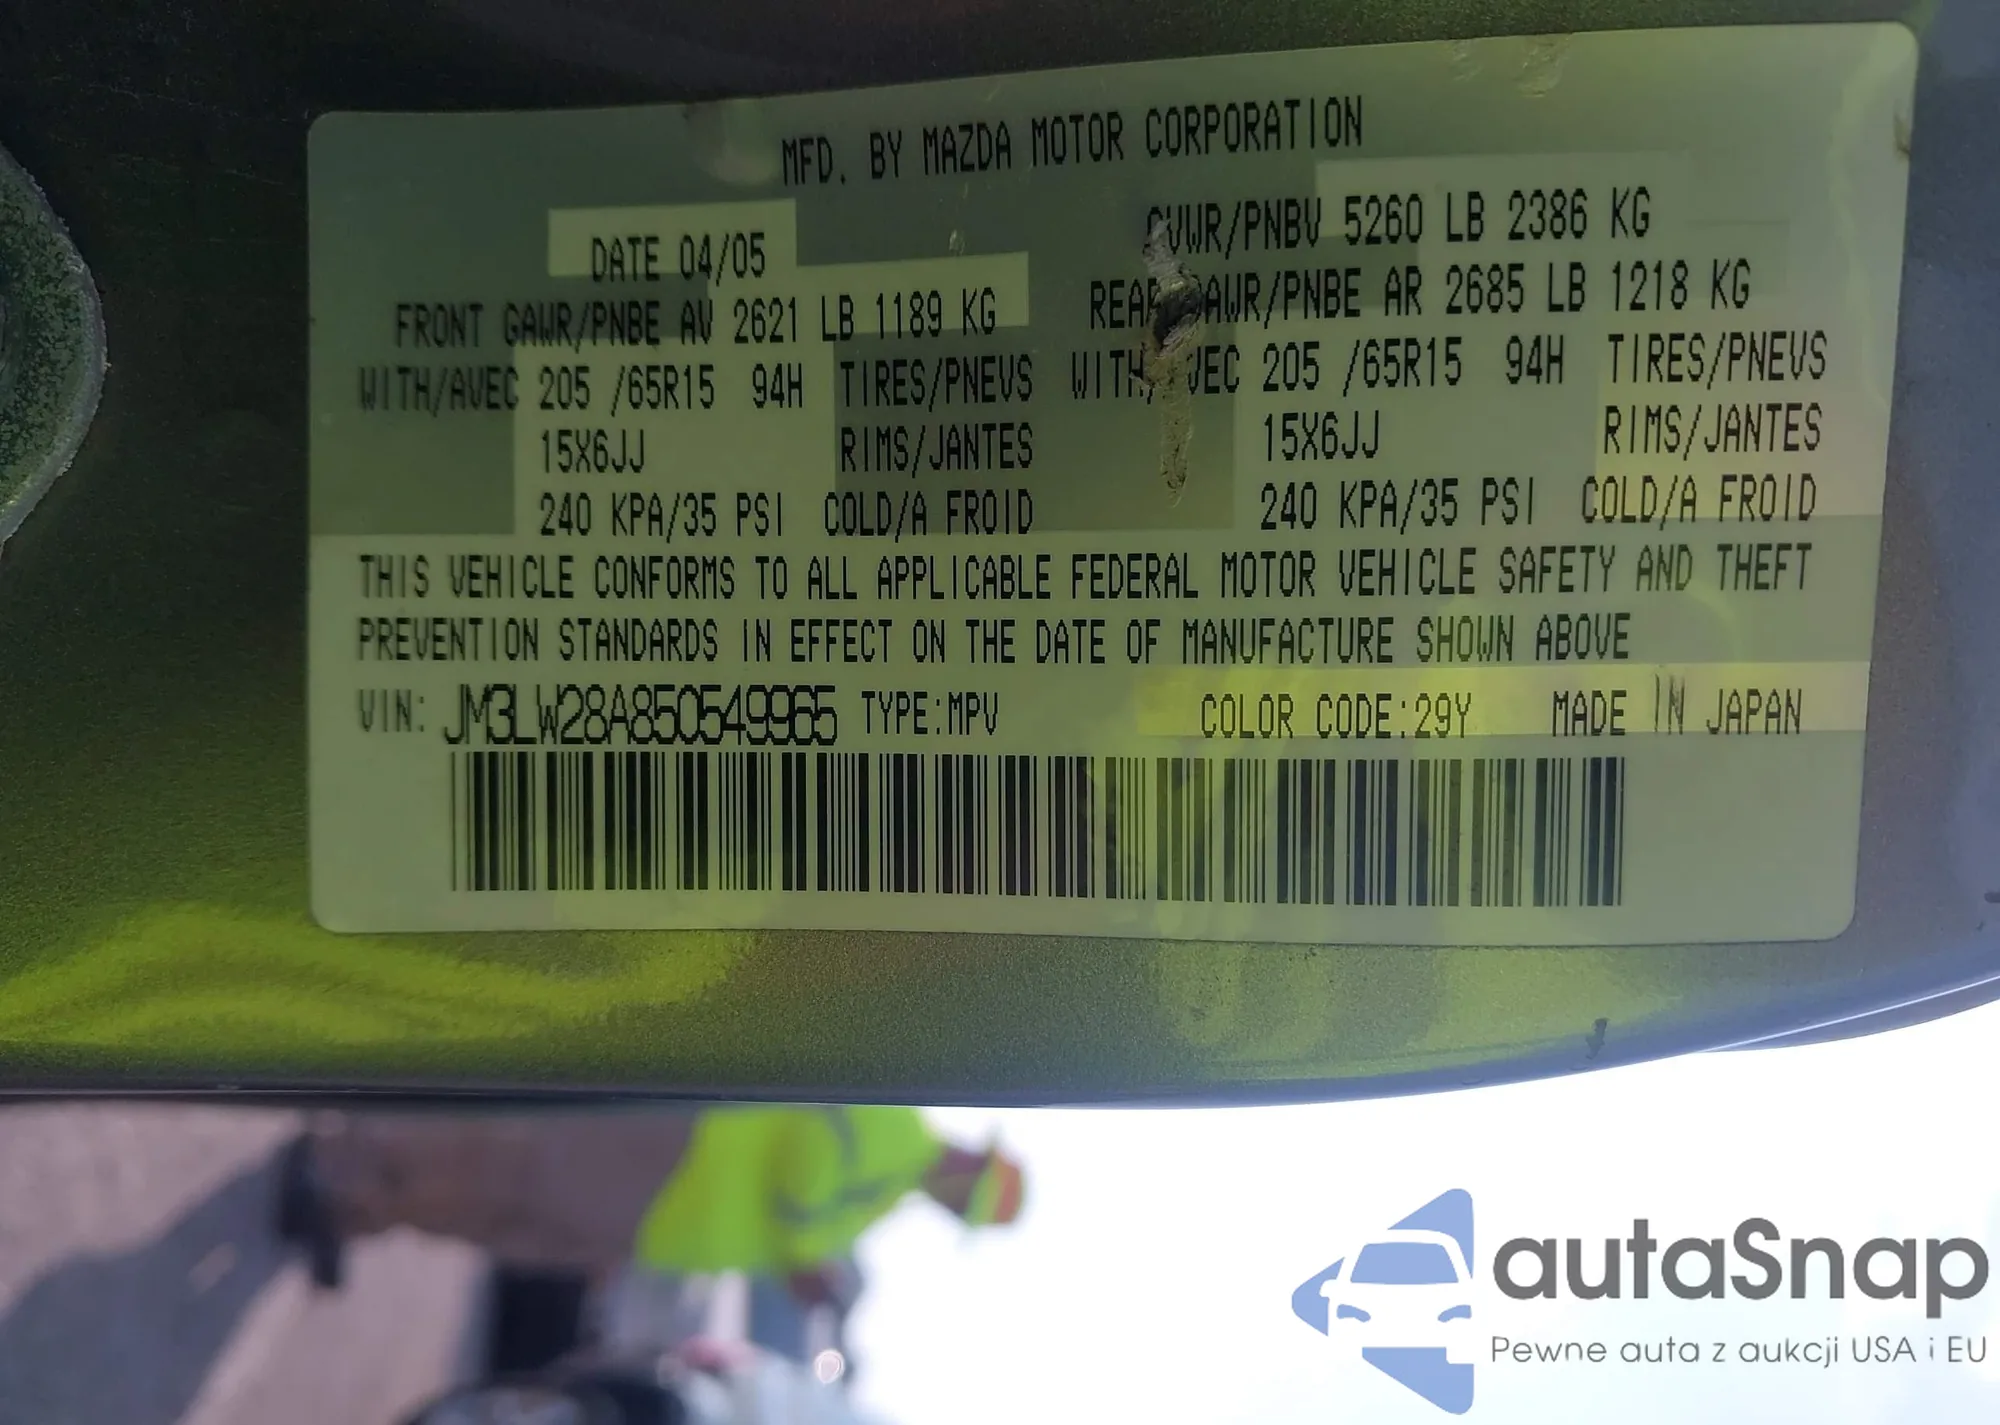 MFD. BY MAZDA MOTOR CORPORATION
DATE 04/05 GVWR/PNBV 5260 LB 2386 KG
FRONT GAWR/PNBE AV 2621 LB 1189 KG REAR GAWR/PNBE AR 2685 LB 1218 KG
WITH/AVEC 205 /65R15 94H TIRES/PNEVS WITH/AVEC 205 /65R15 94H TIRES/PNEVS
15X6JJ RIMS/JANTES 15X6JJ RIMS/JANTES
240 KPA/35 PSI COLD/A FROID 240 KPA/35 PSI COLD/A FROID
THIS VEHICLE CONFORMS TO ALL APPLICABLE FEDERAL MOTOR VEHICLE SAFETY AND THEFT
PREVENTION STANDARDS IN EFFECT ON THE DATE OF MANUFACTURE SHOWN ABOVE
VIN: JM3LW28A850549965 TYPE:MPV COLOR CODE:29Y MADE IN JAPAN
autaSnap
Pewne auta z aukcji USA i EU